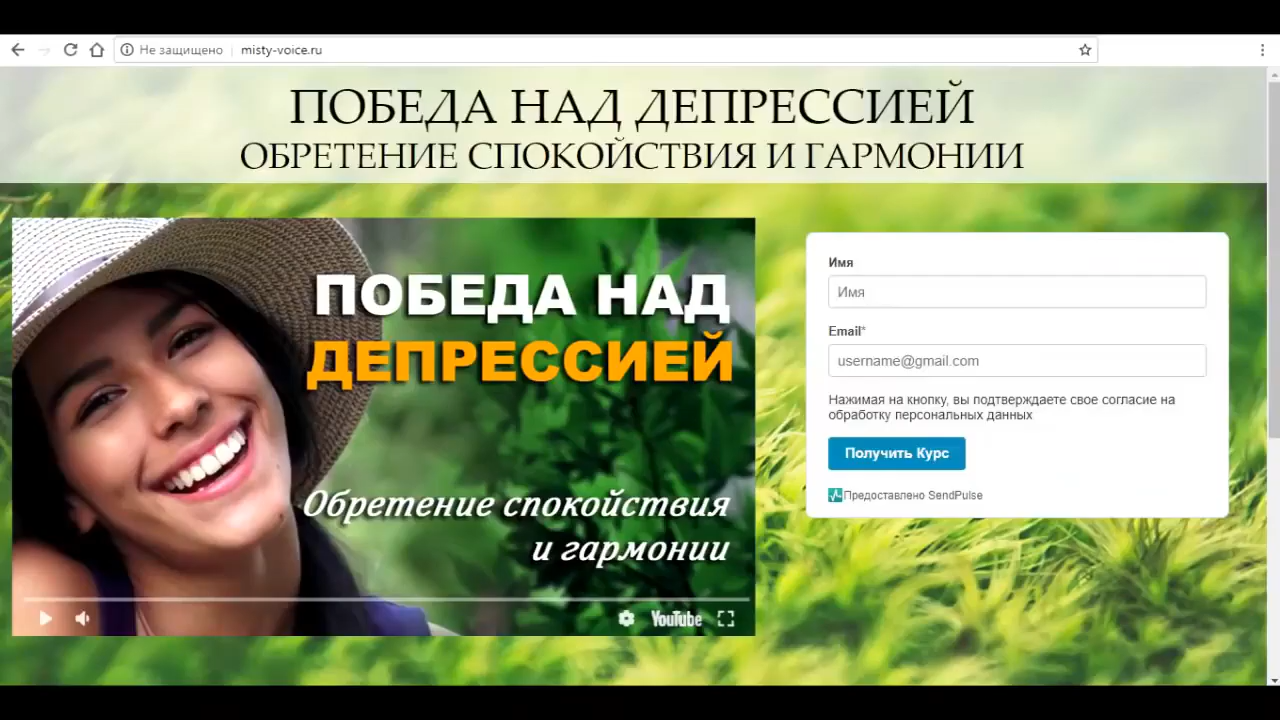 Не защищено
misty-voice.ru
ПОБЕДА НАД ДЕПРЕССИЕЙ
ОБРЕТЕНИЕ СПОКОЙСТВИЯ И ГАРМОНИИ
ПОБЕДА НАД
ДЕПРЕССИЕЙ
Обретение спокойствия
и гармонии
YouTube
Имя
Имя
Email*
username@gmail.com
Нажимая на кнопку, вы подтверждаете свое согласие на
обработку персональных данных
Получить Курс
Предоставлено SendPulse